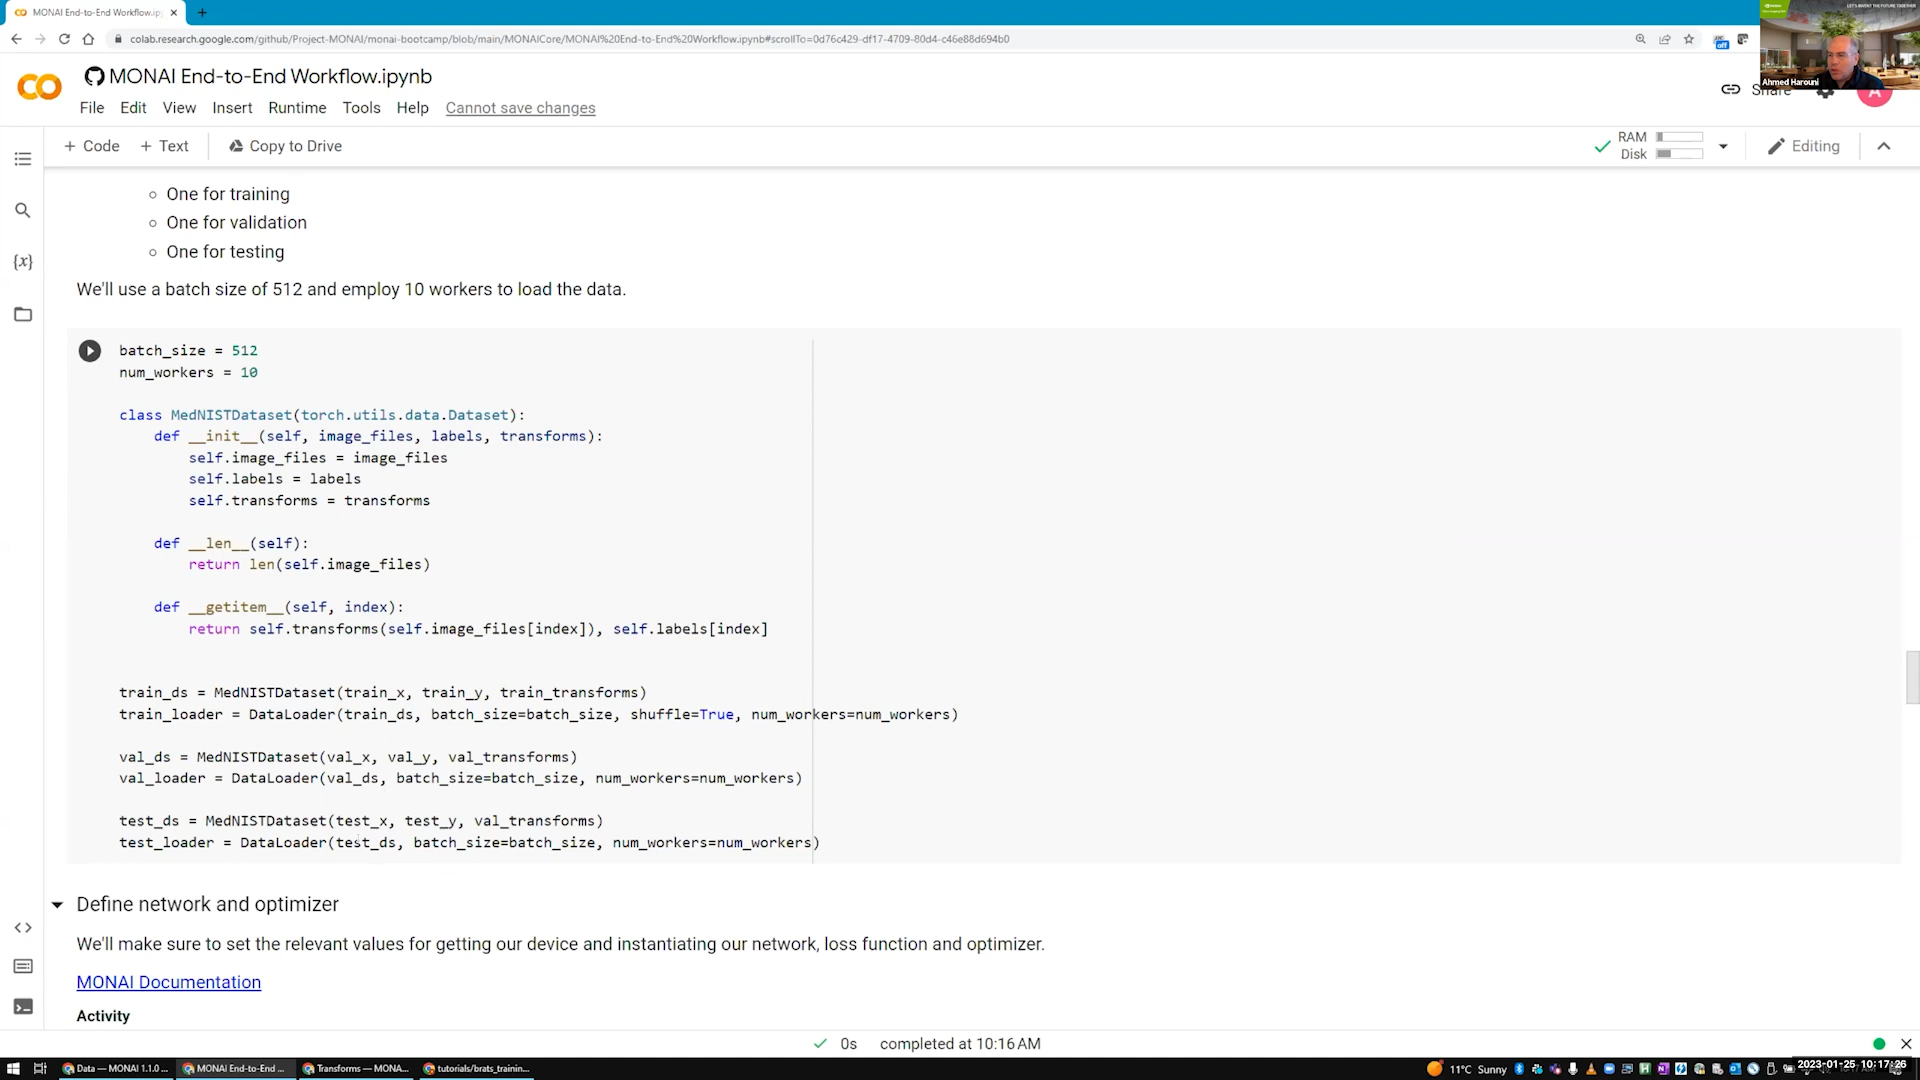 MONAI End-to-End Workflow.ip
colab.research.google.com/github/Project-MONAI/monai-bootcamp/blob/main/MONAICore/MONAI%20End-to-End%20Workflow.ipynb#scrollTo=0d76c429-df17-4709-80d4-c46e88d694b0
LET'S INVENT THE FUTURE TOGETHER
Ahmed Harouni
MONAI End-to-End Workflow.ipynb
Share
A
File Edit View Insert Runtime Tools Help Cannot save changes
+ Code + Text Copy to Drive
RAM
Disk
Editing
One for training
One for validation
One for testing
We'll use a batch size of 512 and employ 10 workers to load the data.
batch_size = 512
num_workers = 10
class MedNISTDataset(torch.utils.data.Dataset):
def __init__(self, image_files, labels, transforms):
self.image_files = image_files
self.labels = labels
self.transforms = transforms
def __len__(self):
return len(self.image_files)
def __getitem__(self, index):
return self.transforms(self.image_files[index]), self.labels[index]
train_ds = MedNISTDataset(train_x, train_y, train_transforms)
train_loader = DataLoader(train_ds, batch_size=batch_size, shuffle=True, num_workers=num_workers)
val_ds = MedNISTDataset(val_x, val_y, val_transforms)
val_loader = DataLoader(val_ds, batch_size=batch_size, num_workers=num_workers)
test_ds = MedNISTDataset(test_x, test_y, val_transforms)
test_loader = DataLoader(test_ds, batch_size=batch_size, num_workers=num_workers)
Define network and optimizer
We'll make sure to set the relevant values for getting our device and instantiating our network, loss function and optimizer.
MONAI Documentation
Activity
0s completed at 10:16 AM
Data — MONAI 1.1.0 ... MONAI End-to-End ... Transforms — MONA... tutorials/brats_trainin... 11°C Sunny 2023-01-25 10:17:26